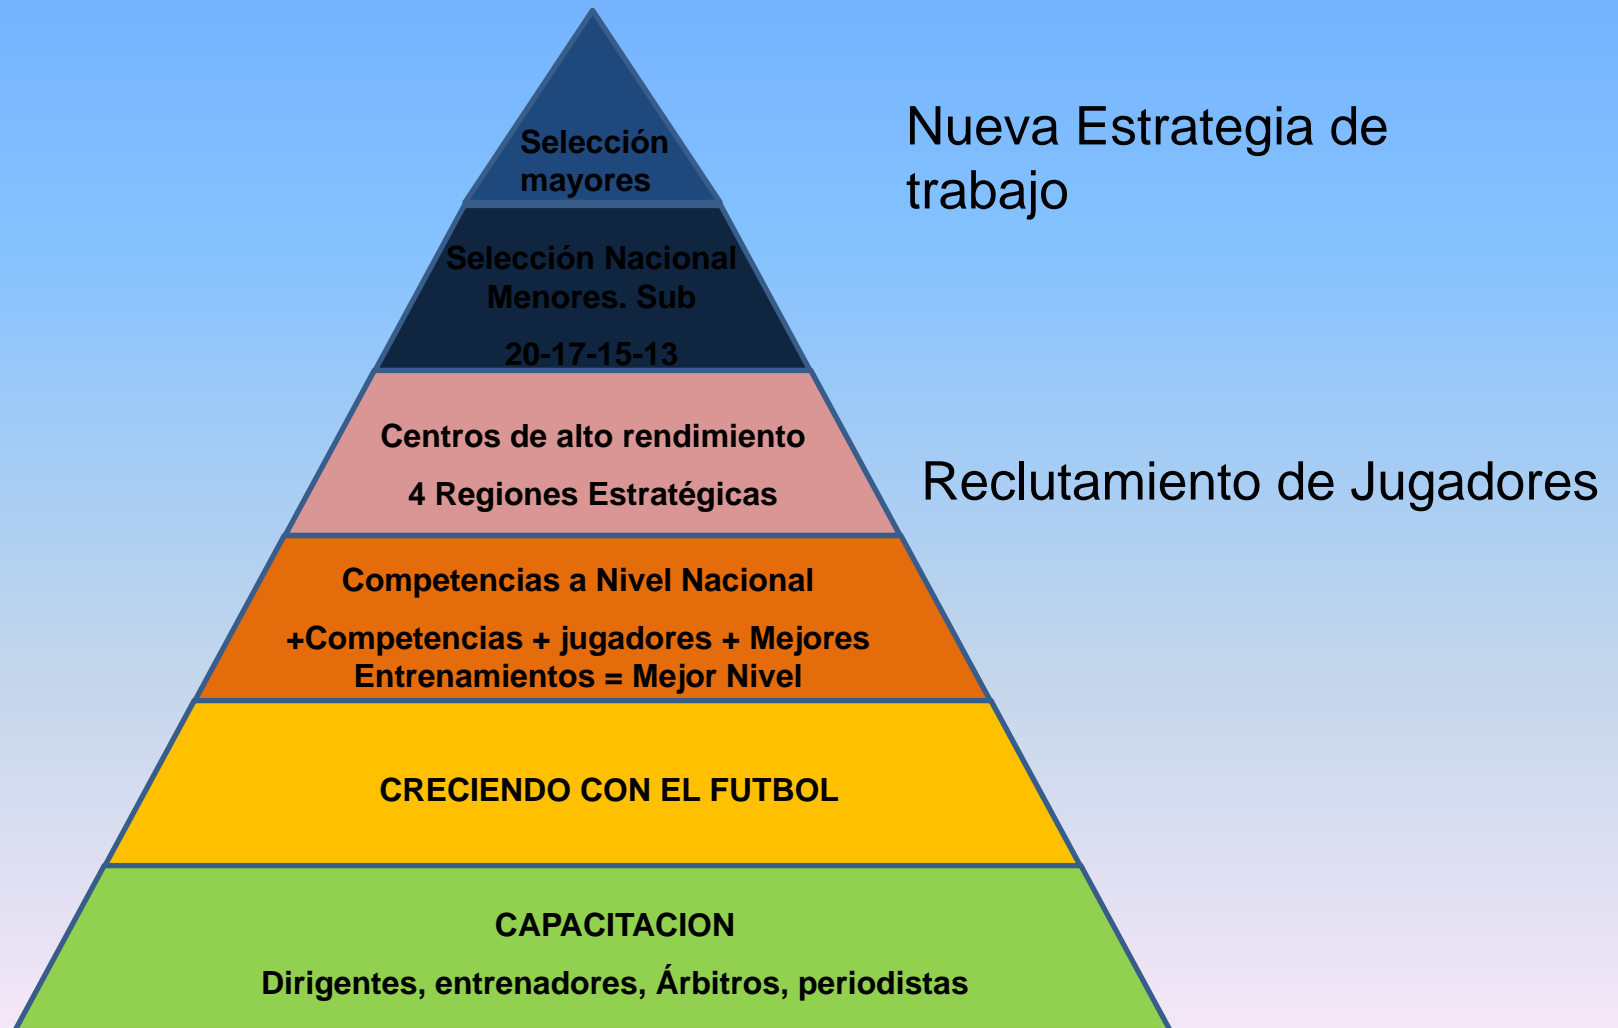 Nueva Estrategia de
trabajo
Selección
mayores
Selección Nacional
Menores. Sub
20-17-15-13
Centros de alto rendimiento
4 Regiones Estratégicas
Reclutamiento de Jugadores
Competencias a Nivel Nacional
+Competencias + jugadores + Mejores
Entrenamientos = Mejor Nivel
CRECIENDO CON EL FUTBOL
CAPACITACION
Dirigentes, entrenadores, Árbitros, periodistas